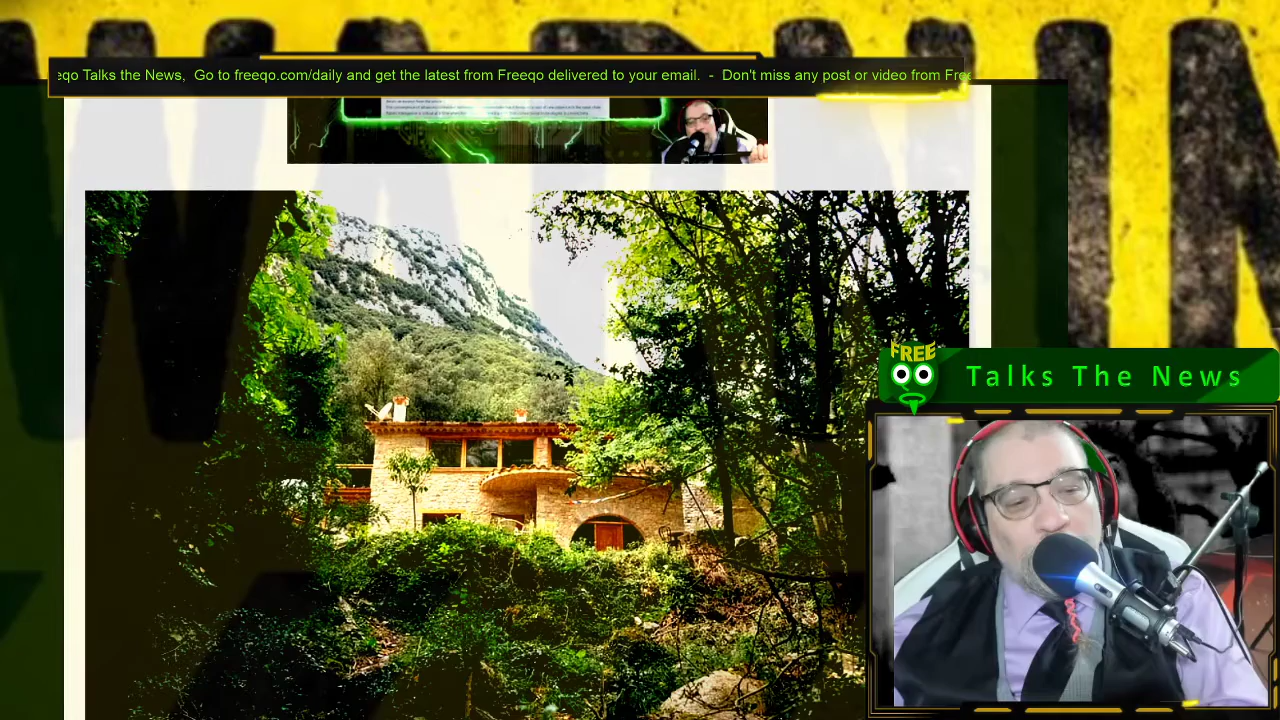 eqo Talks the News,  Go to freeqo.com/daily and get the latest from Freeqo delivered to your email.  -  Don't miss any post or video from Free
FREE
Talks The News